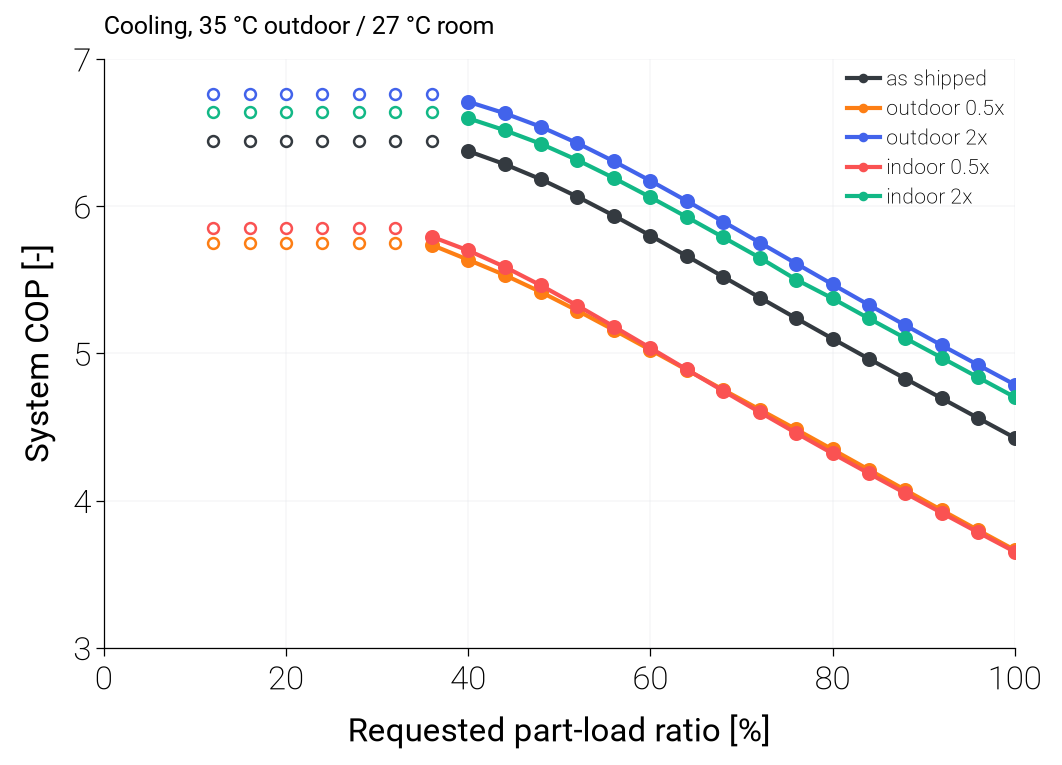 Cooling, 35 °C outdoor / 27 °C room
7
6
5
4
3
System COP [-]
as shipped
outdoor 0.5x
outdoor 2x
indoor 0.5x
indoor 2x
0 20 40 60 80 100
Requested part-load ratio [%]